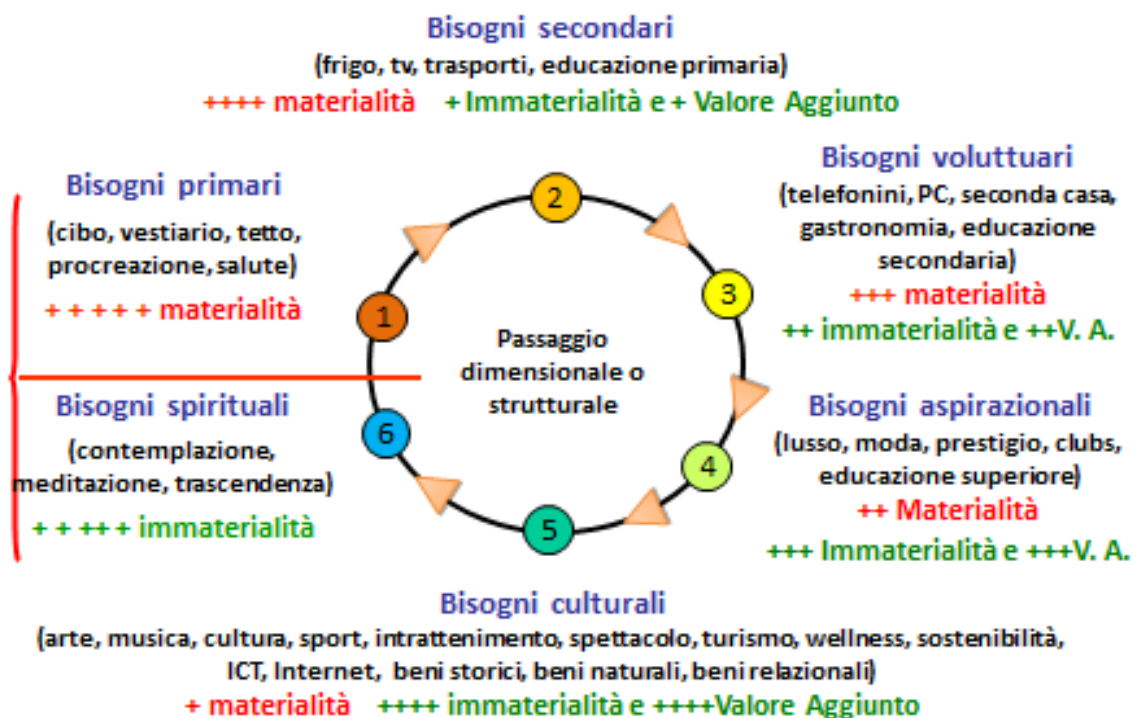 Bisogni secondari
(frigo, tv, trasporti, educazione primaria)
++++ materialità + Immaterialità e + Valore Aggiunto
Bisogni primari
(cibo, vestiario, tetto,
procreazione, salute)
+ + + + + materialità
2
Bisogni voluttuari
(telefonini, PC, seconda casa,
gastronomia, educazione
secondaria)
+++ materialità
++ immaterialità e ++V. A.
1
3
Passaggio
dimensionale o
strutturale
Bisogni spirituali
(contemplazione,
meditazione, trascendenza)
+ + ++ + immaterialità
6
4
5
Bisogni aspirazionali
(lusso, moda, prestigio, clubs,
educazione superiore)
++ Materialità
+++ Immaterialità e +++V. A.
Bisogni culturali
(arte, musica, cultura, sport, intrattenimento, spettacolo, turismo, wellness, sostenibilità,
ICT, Internet, beni storici, beni naturali, beni relazionali)
+ materialità ++++ immaterialità e ++++Valore Aggiunto